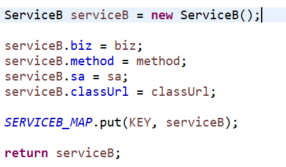 ServiceB serviceB = new ServiceB();
serviceB.biz = biz;
serviceB.method = method;
serviceB.sa = sa;
serviceB.classUrl = classUrl;
SERVICEB_MAP.put(KEY, serviceB);
return serviceB;